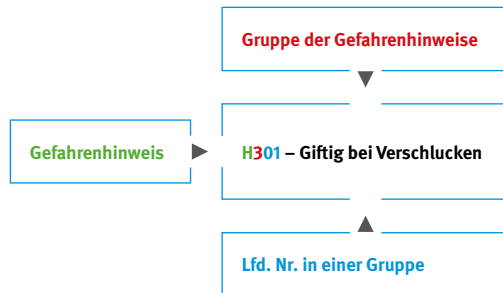 Gruppe der Gefahrenhinweise
Gefahrenhinweis
H301 – Giftig bei Verschlucken
Lfd. Nr. in einer Gruppe